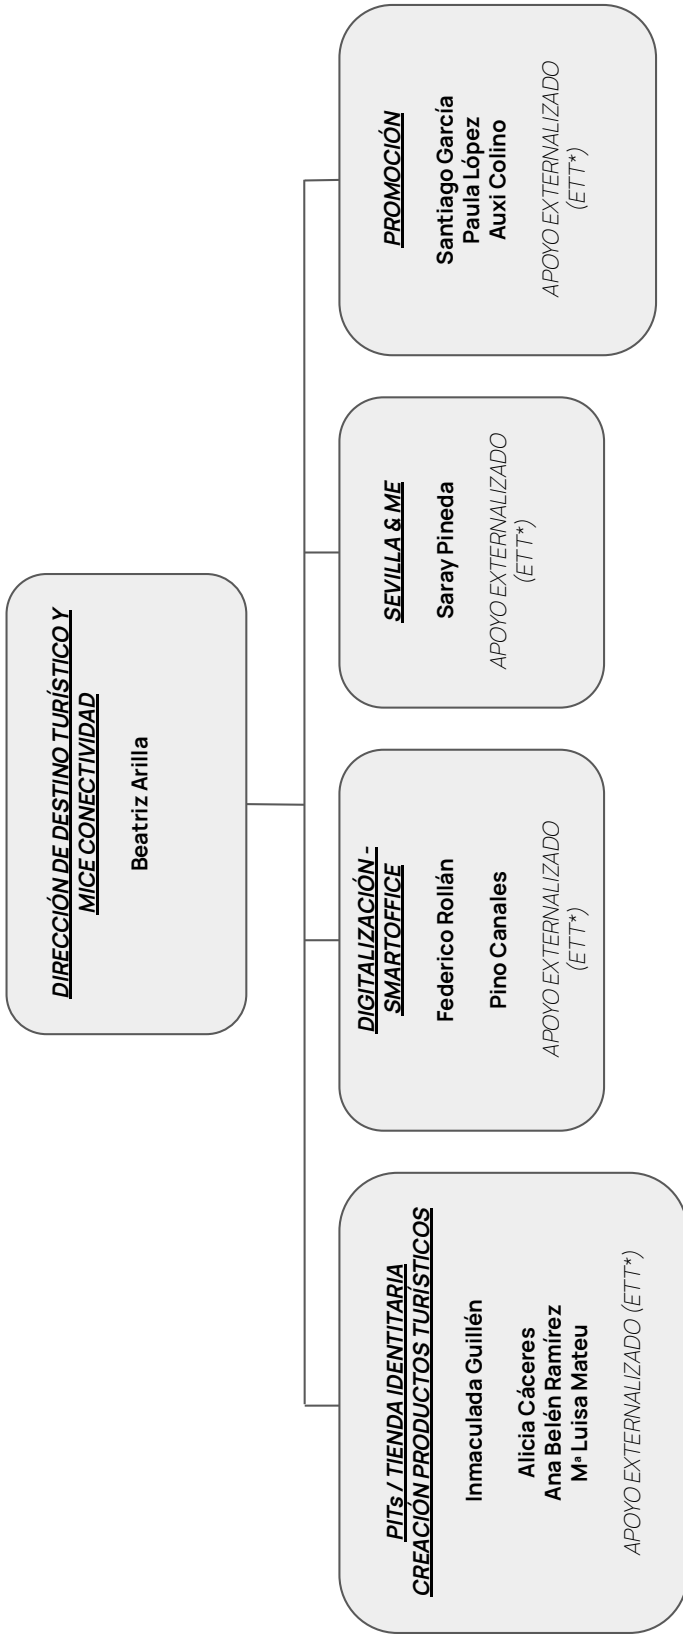 DIRECCIÓN DE DESTINO TURÍSTICO Y
MICE CONECTIVIDAD
Beatriz Arilla
PITs / TIENDA IDENTITARIA
CREACIÓN PRODUCTOS TURÍSTICOS
Inmaculada Guillén
Alicia Cáceres
Ana Belén Ramírez
Mª Luisa Mateu
APOYO EXTERNALIZADO (ETT*)
DIGITALIZACIÓN -
SMARTOFFICE
Federico Rollán
Pino Canales
APOYO EXTERNALIZADO
(ETT*)
SEVILLA & ME
Saray Pineda
APOYO EXTERNALIZADO
(ETT*)
PROMOCIÓN
Santiago García
Paula López
Auxi Colino
APOYO EXTERNALIZADO
(ETT*)